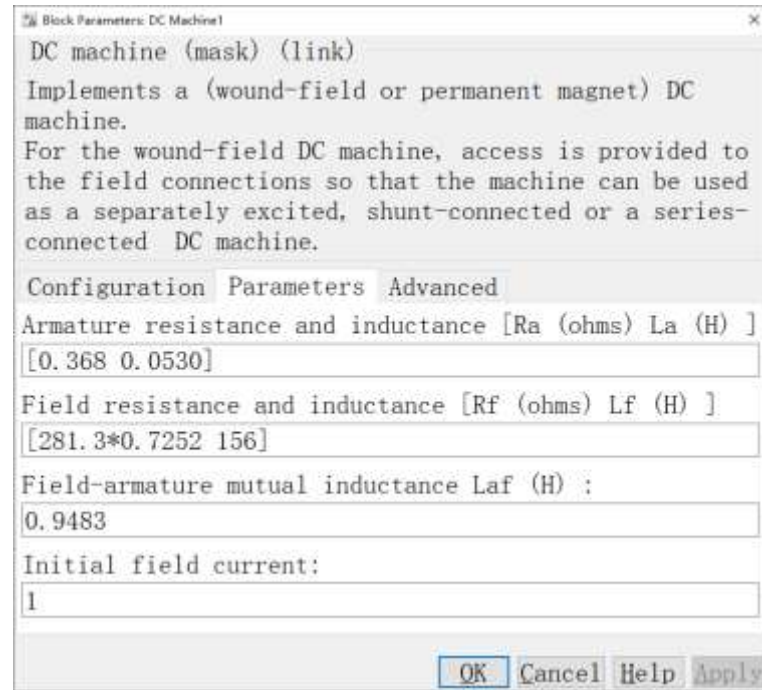 Block Parameters: DC Machine1
DC machine (mask) (link)
Implements a (wound-field or permanent magnet) DC
machine.
For the wound-field DC machine, access is provided to
the field connections so that the machine can be used
as a separately excited, shunt-connected or a series-
connected DC machine.
Configuration Parameters Advanced
Armature resistance and inductance [Ra (ohms) La (H) ]
[0.368 0.0530]
Field resistance and inductance [Rf (ohms) Lf (H) ]
[281.3*0.7252 156]
Field-armature mutual inductance Laf (H) :
0.9483
Initial field current:
1
OK Cancel Help Apply